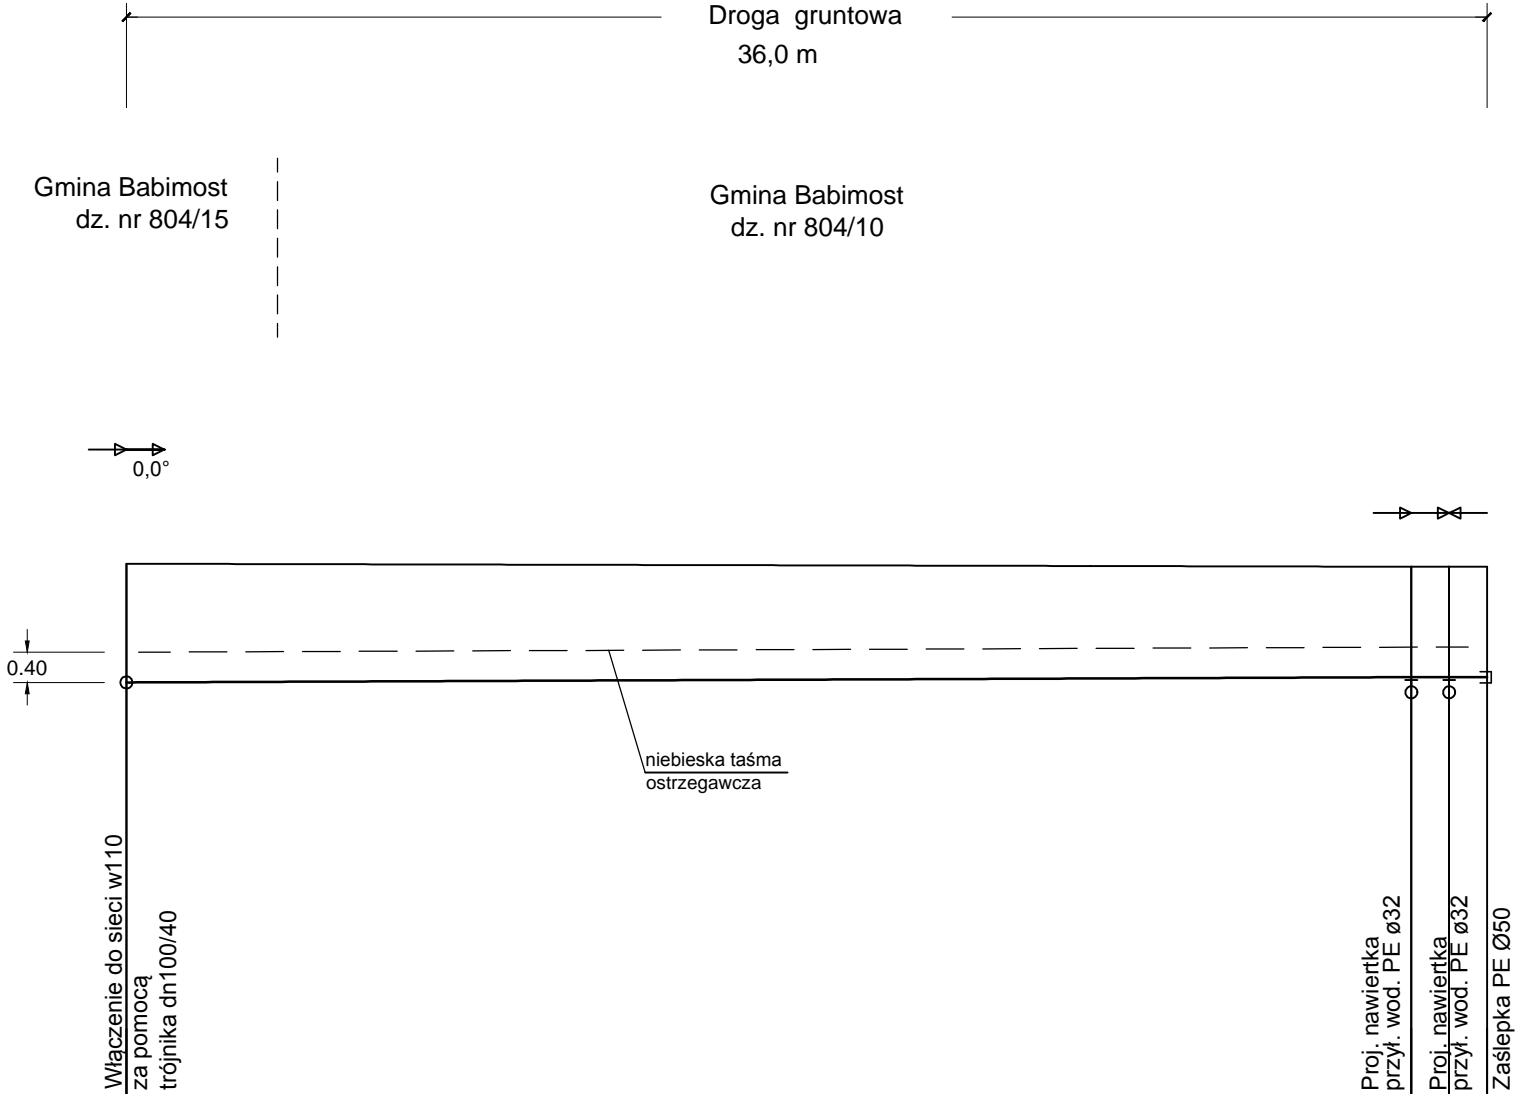 Droga gruntowa
36,0 m
Gmina Babimost
dz. nr 804/15
Gmina Babimost
dz. nr 804/10
0,0°
0.40
niebieska taśma
ostrzegawcza
Włączenie do sieci w110
za pomocą
trójnika dn100/40
Proj. nawiertka
przył. wod. PE ø32
Proj. nawiertka
przył. wod. PE ø32
Zaślepka PE Ø50